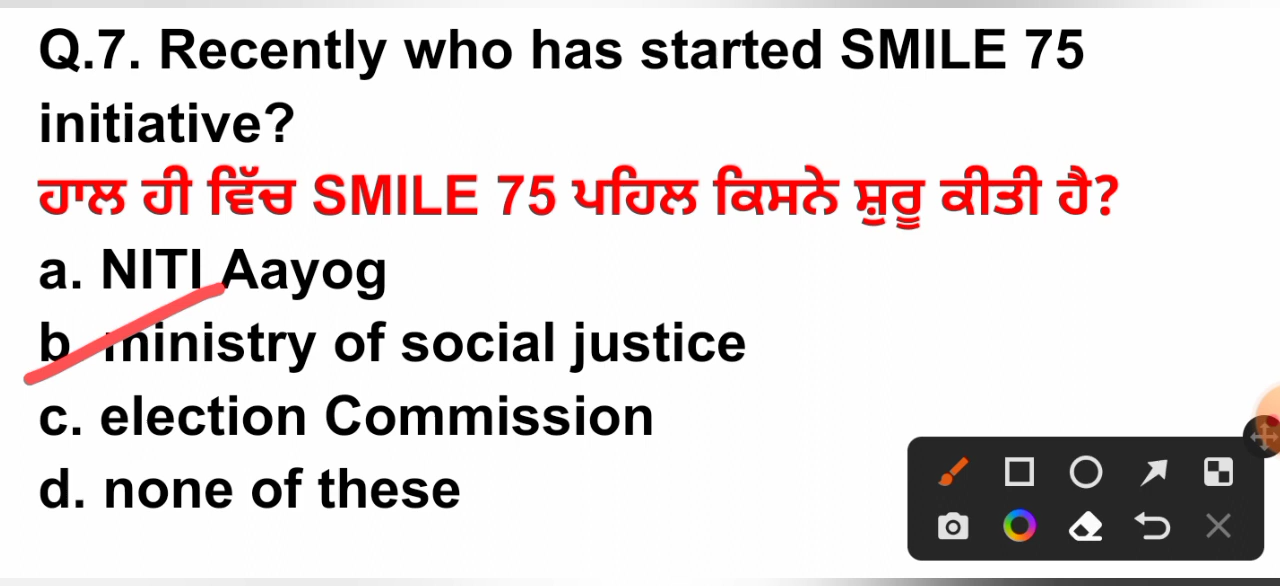 Q.7. Recently who has started SMILE 75
initiative?
ਹਾਲ ਹੀ ਵਿੱਚ SMILE 75 ਪਹਿਲ ਕਿਸਨੇ ਸ਼ੁਰੂ ਕੀਤੀ ਹੈ?
a. NITI Aayog
b. ministry of social justice
c. election Commission
d. none of these